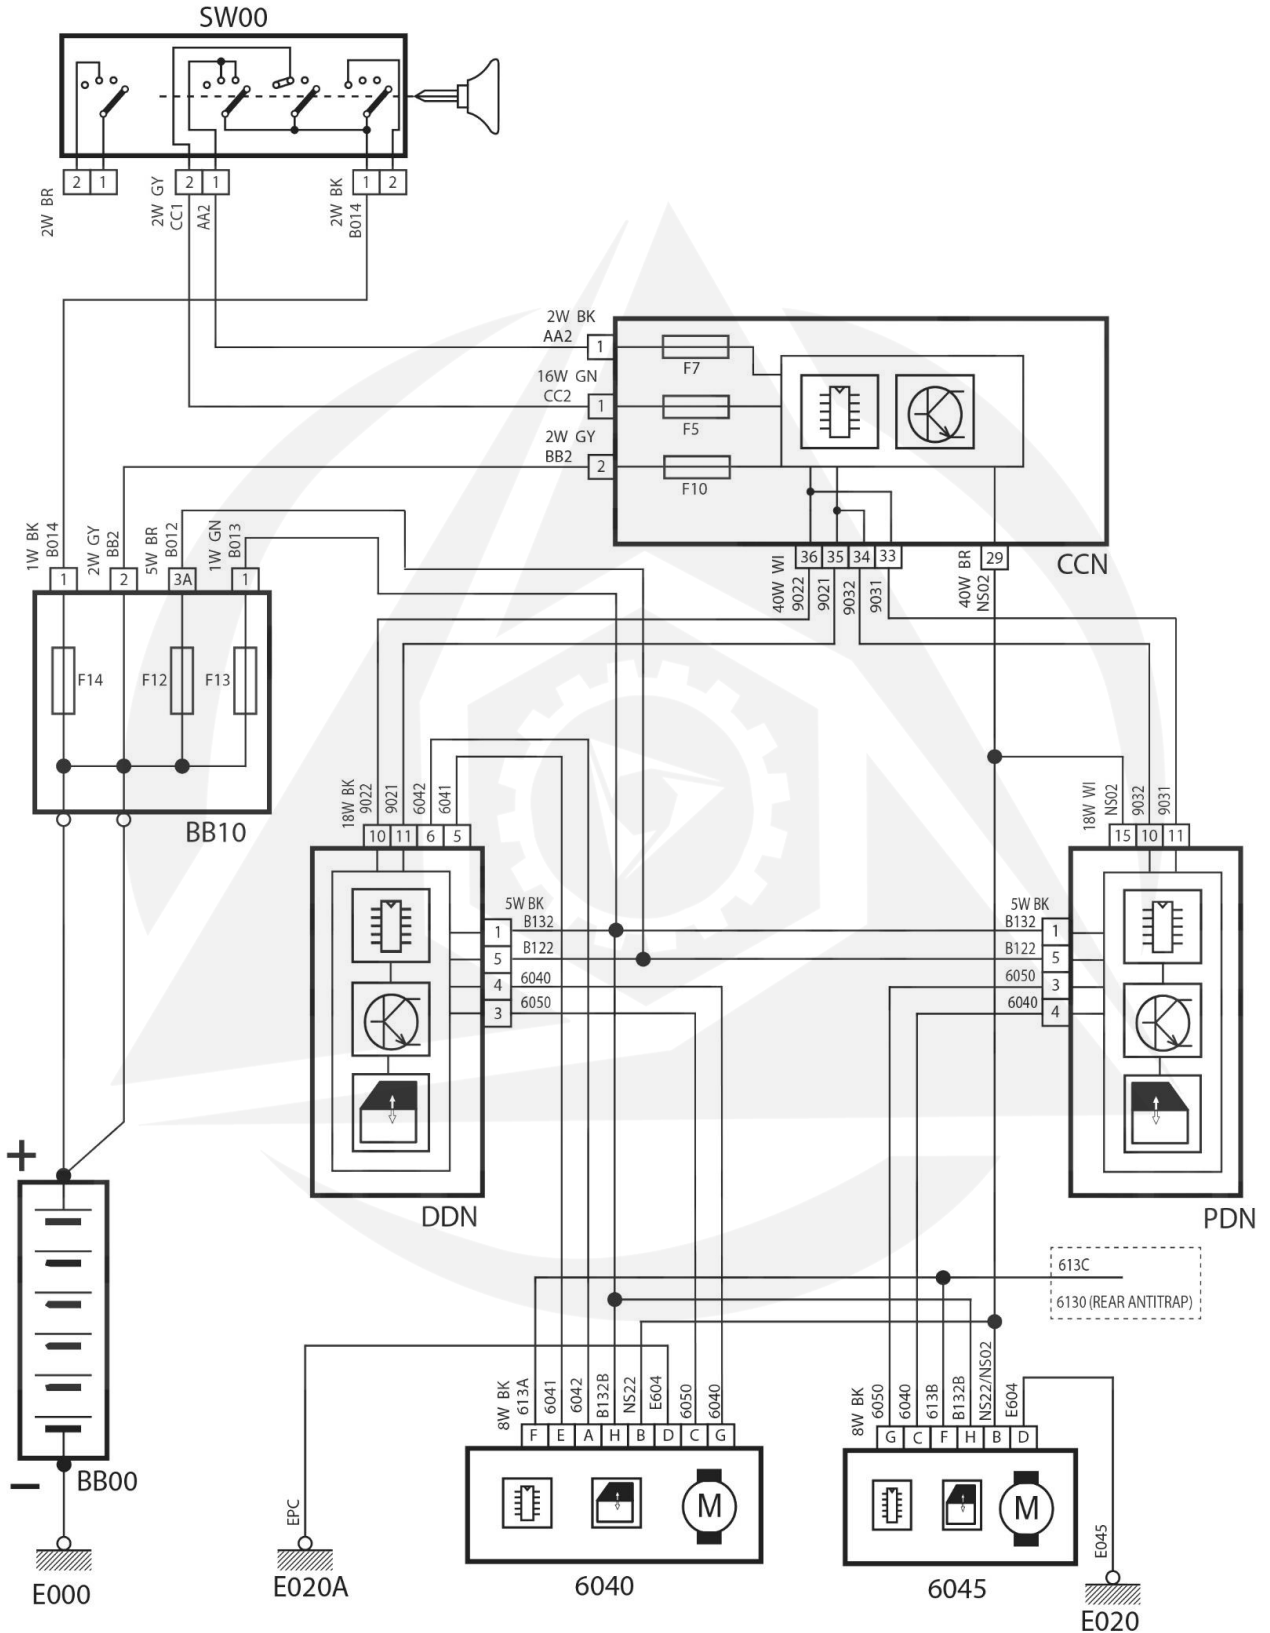 SW00
2W BR
2
1
2W GY
CC1
2
1
AA2
2W BK
B014
1
2
2W BK
AA2
1
F7
16W GN
CC2
1
F5
2W GY
BB2
2
F10
CCN
36
35
34
33
29
40W WI
9022
9021
9032
9031
40W BR
NS02
1W BK
B014
2W GY
BB2
5W BR
B012
1W GN
B013
1
2
3A
1
F14
F12
F13
BB10
18W BK
9022
9021
6042
6041
10
11
6
5
18W WI
NS02
9032
9031
15
10
11
5W BK
B132
1
B122
5
6040
4
6050
3
DDN
5W BK
B132
1
B122
5
6050
3
6040
4
PDN
+
−
BB00
E000
613C
6130 (REAR ANTITRAP)
EPC
E020A
8W BK
613A
6041
6042
B132B
NS22
E604
6050
6040
F
E
A
H
B
D
C
G
M
6040
8W BK
6050
6040
613B
B132B
NS22/NS02
E604
G
C
F
H
B
D
M
6045
E045
E020